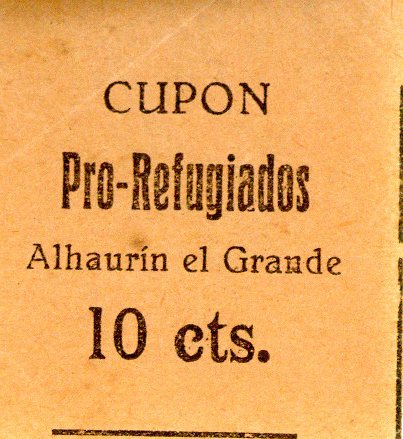 CUPON
Pro-Refugiados
Alhaurín el Grande
10 cts.